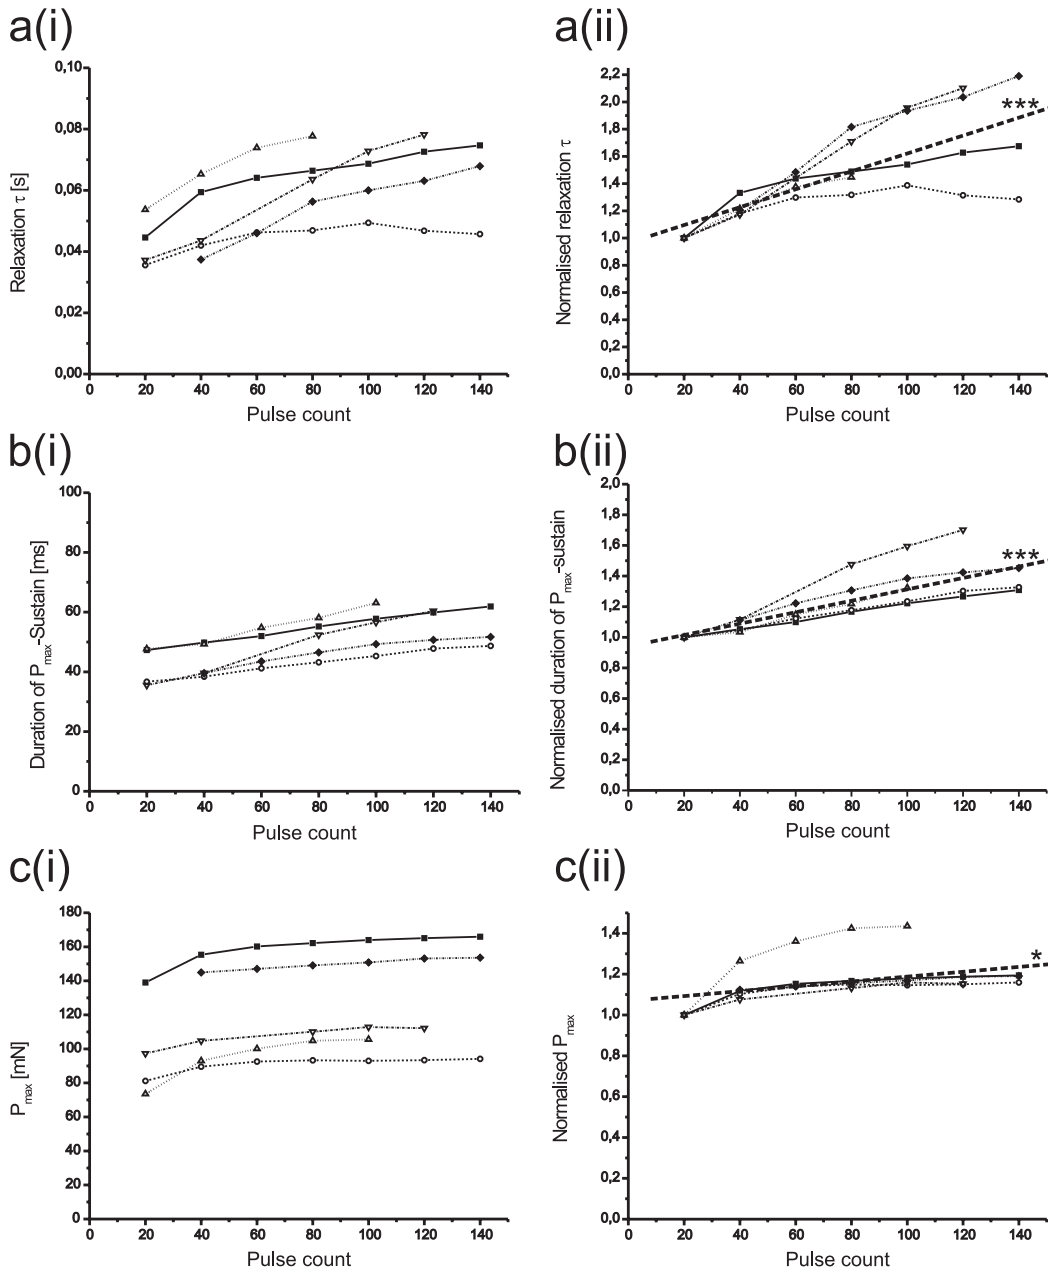 a(i)
0,10
0,08
0,06
0,04
0,02
0,00
Relaxation τ [s]
0 20 40 60 80 100 120 140
Pulse count
a(ii)
2,2
2,0
1,8
1,6
1,4
1,2
1,0
0,8
0,6
0,4
0,2
0,0
Normalised relaxation τ
***
0 20 40 60 80 100 120 140
Pulse count
b(i)
100
80
60
40
20
0
Duration of Pmax-Sustain [ms]
0 20 40 60 80 100 120 140
Pulse count
b(ii)
2,0
1,8
1,6
1,4
1,2
1,0
0,8
0,6
0,4
0,2
0,0
Normalised duration of Pmax-sustain
***
0 20 40 60 80 100 120 140
Pulse count
c(i)
180
160
140
120
100
80
60
40
20
0
Pmax [mN]
0 20 40 60 80 100 120 140
Pulse count
c(ii)
1,4
1,2
1,0
0,8
0,6
0,4
0,2
0,0
Normalised Pmax
*
0 20 40 60 80 100 120 140
Pulse count